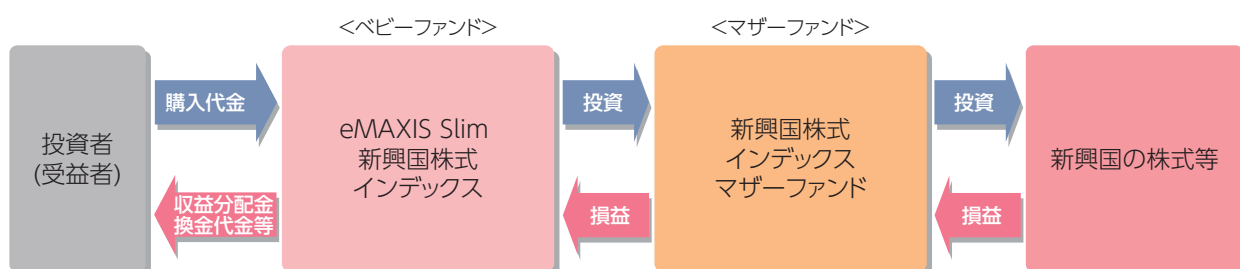 <ベビーファンド>
<マザーファンド>
投資者
(受益者)
購入代金
収益分配金
換金代金等
eMAXIS Slim
新興国株式
インデックス
投資
損益
新興国株式
インデックス
マザーファンド
投資
損益
新興国の株式等